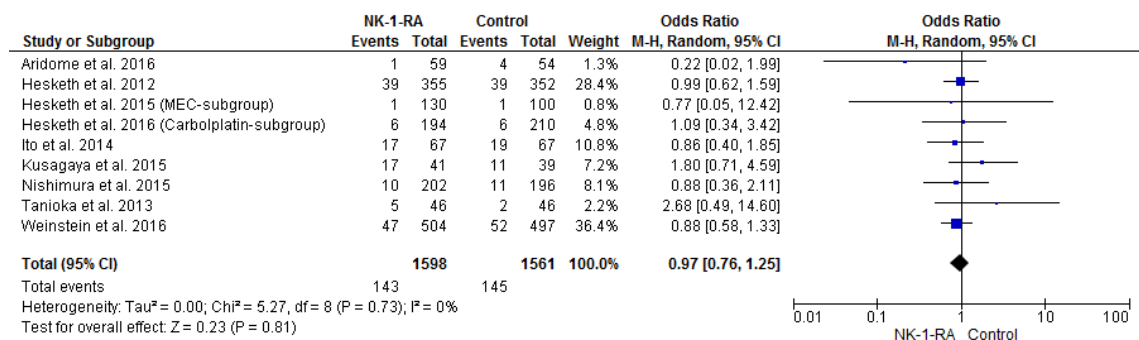 NK-1-RA Control Odds Ratio Odds Ratio
Study or Subgroup Events Total Events Total Weight M-H, Random, 95% CI M-H, Random, 95% CI
Aridome et al. 2016 1 59 4 54 1.3% 0.22 [0.02, 1.99]
Hesketh 2012 39 355 39 352 28.4% 0.99 [0.62, 1.59]
Hesketh 2015 (MEC-subgroup) 1 130 1 100 0.8% 0.77 [0.05, 12.42]
Hesketh 2016 (Carbolplatin-subgroup) 6 194 6 210 4.8% 1.09 [0.34, 3.42]
Ito et al. 2014 17 67 19 67 10.8% 0.86 [0.40, 1.85]
Kusagaya et al. 2015 17 41 11 39 7.2% 1.80 [0.71, 4.59]
Nishimura et al. 2015 10 202 11 196 8.1% 0.88 [0.36, 2.11]
Tanioka et al. 2013 5 46 2 46 2.2% 2.68 [0.49, 14.60]
Weinstein et al. 2016 47 504 52 497 36.4% 0.88 [0.58, 1.33]
Total (95% CI) 1598 1561 100.0% 0.97 [0.76, 1.25]
Total events 143 145
Heterogeneity: Tau² = 0.00; Chi² = 5.27, df = 8 (P = 0.73); I² = 0%
Test for overall effect: Z = 0.23 (P = 0.81)
0.01 0.1 1 10 100
NK-1-RA Control